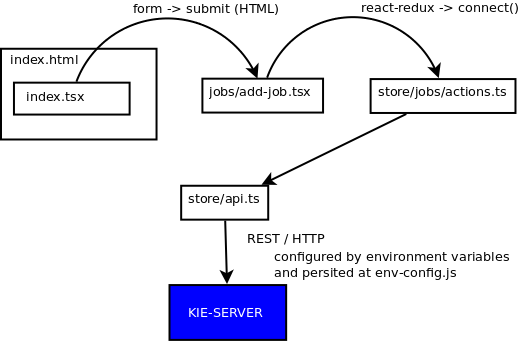 form -> submit (HTML)
react-redux -> connect()
index.html
index.tsx
jobs/add-job.tsx
store/jobs/actions.ts
store/api.ts
REST / HTTP
configured by environment variables
and persited at env-config.js
KIE-SERVER